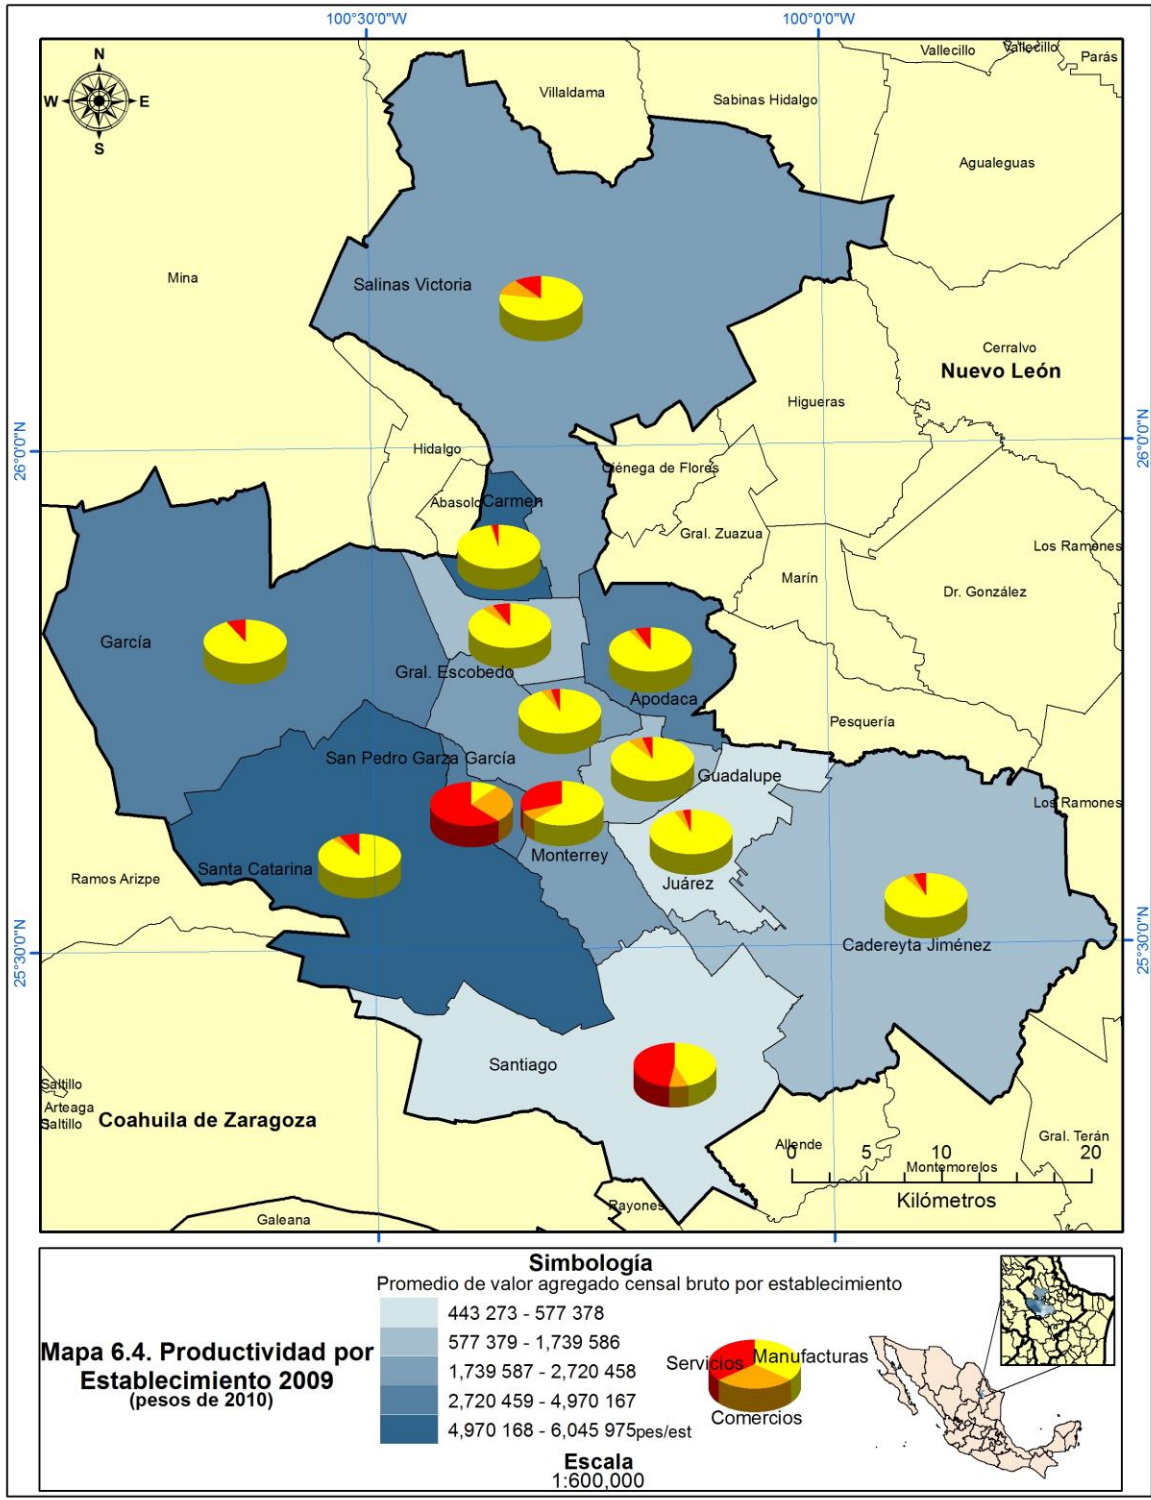 100°30'0"W
100°0'0"W
N
W
E
S
Vallecillo
Vallecillo
Parás
Villaldama
Sabinas Hidalgo
Agualeguas
Mina
Salinas Victoria
Cerralvo
Nuevo León
Higueras
26°0'0"N
26°0'0"N
Hidalgo
Ciénega de Flores
Abasolo
Carmen
Gral. Zuazua
Los Ramones
Marín
Dr. González
García
Gral. Escobedo
Apodaca
Pesquería
San Pedro Garza García
Guadalupe
Los Ramones
Monterrey
Santa Catarina
Ramos Arizpe
Juárez
Cadereyta Jiménez
25°30'0"N
25°30'0"N
Santiago
Saltillo
Arteaga
Saltillo
Coahuila de Zaragoza
Allende
Gral. Terán
0 5 10 20
Montemorelos
Kilómetros
Rayones
Galeana
Simbología
Promedio de valor agregado censal bruto por establecimiento
443 273 - 577 378
577 379 - 1,739 586
1,739 587 - 2,720 458
2,720 459 - 4,970 167
4,970 168 - 6,045 975pes/est
Mapa 6.4. Productividad por
Establecimiento 2009
(pesos de 2010)
Servicios
Manufacturas
Comercios
Escala
1:600,000